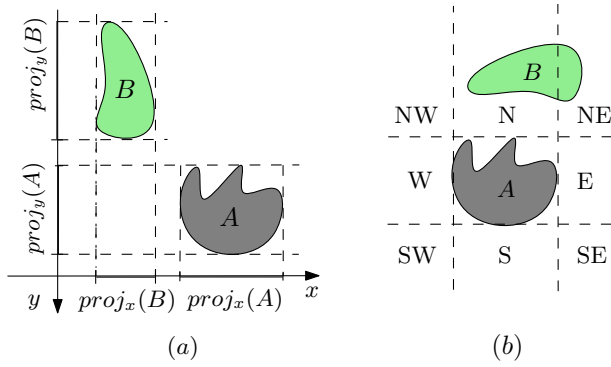 proj_y(B)
B
proj_y(A)
A
y
proj_x(B)
proj_x(A)
x
(a)
B
NW N NE
W A E
SW S SE
(b)